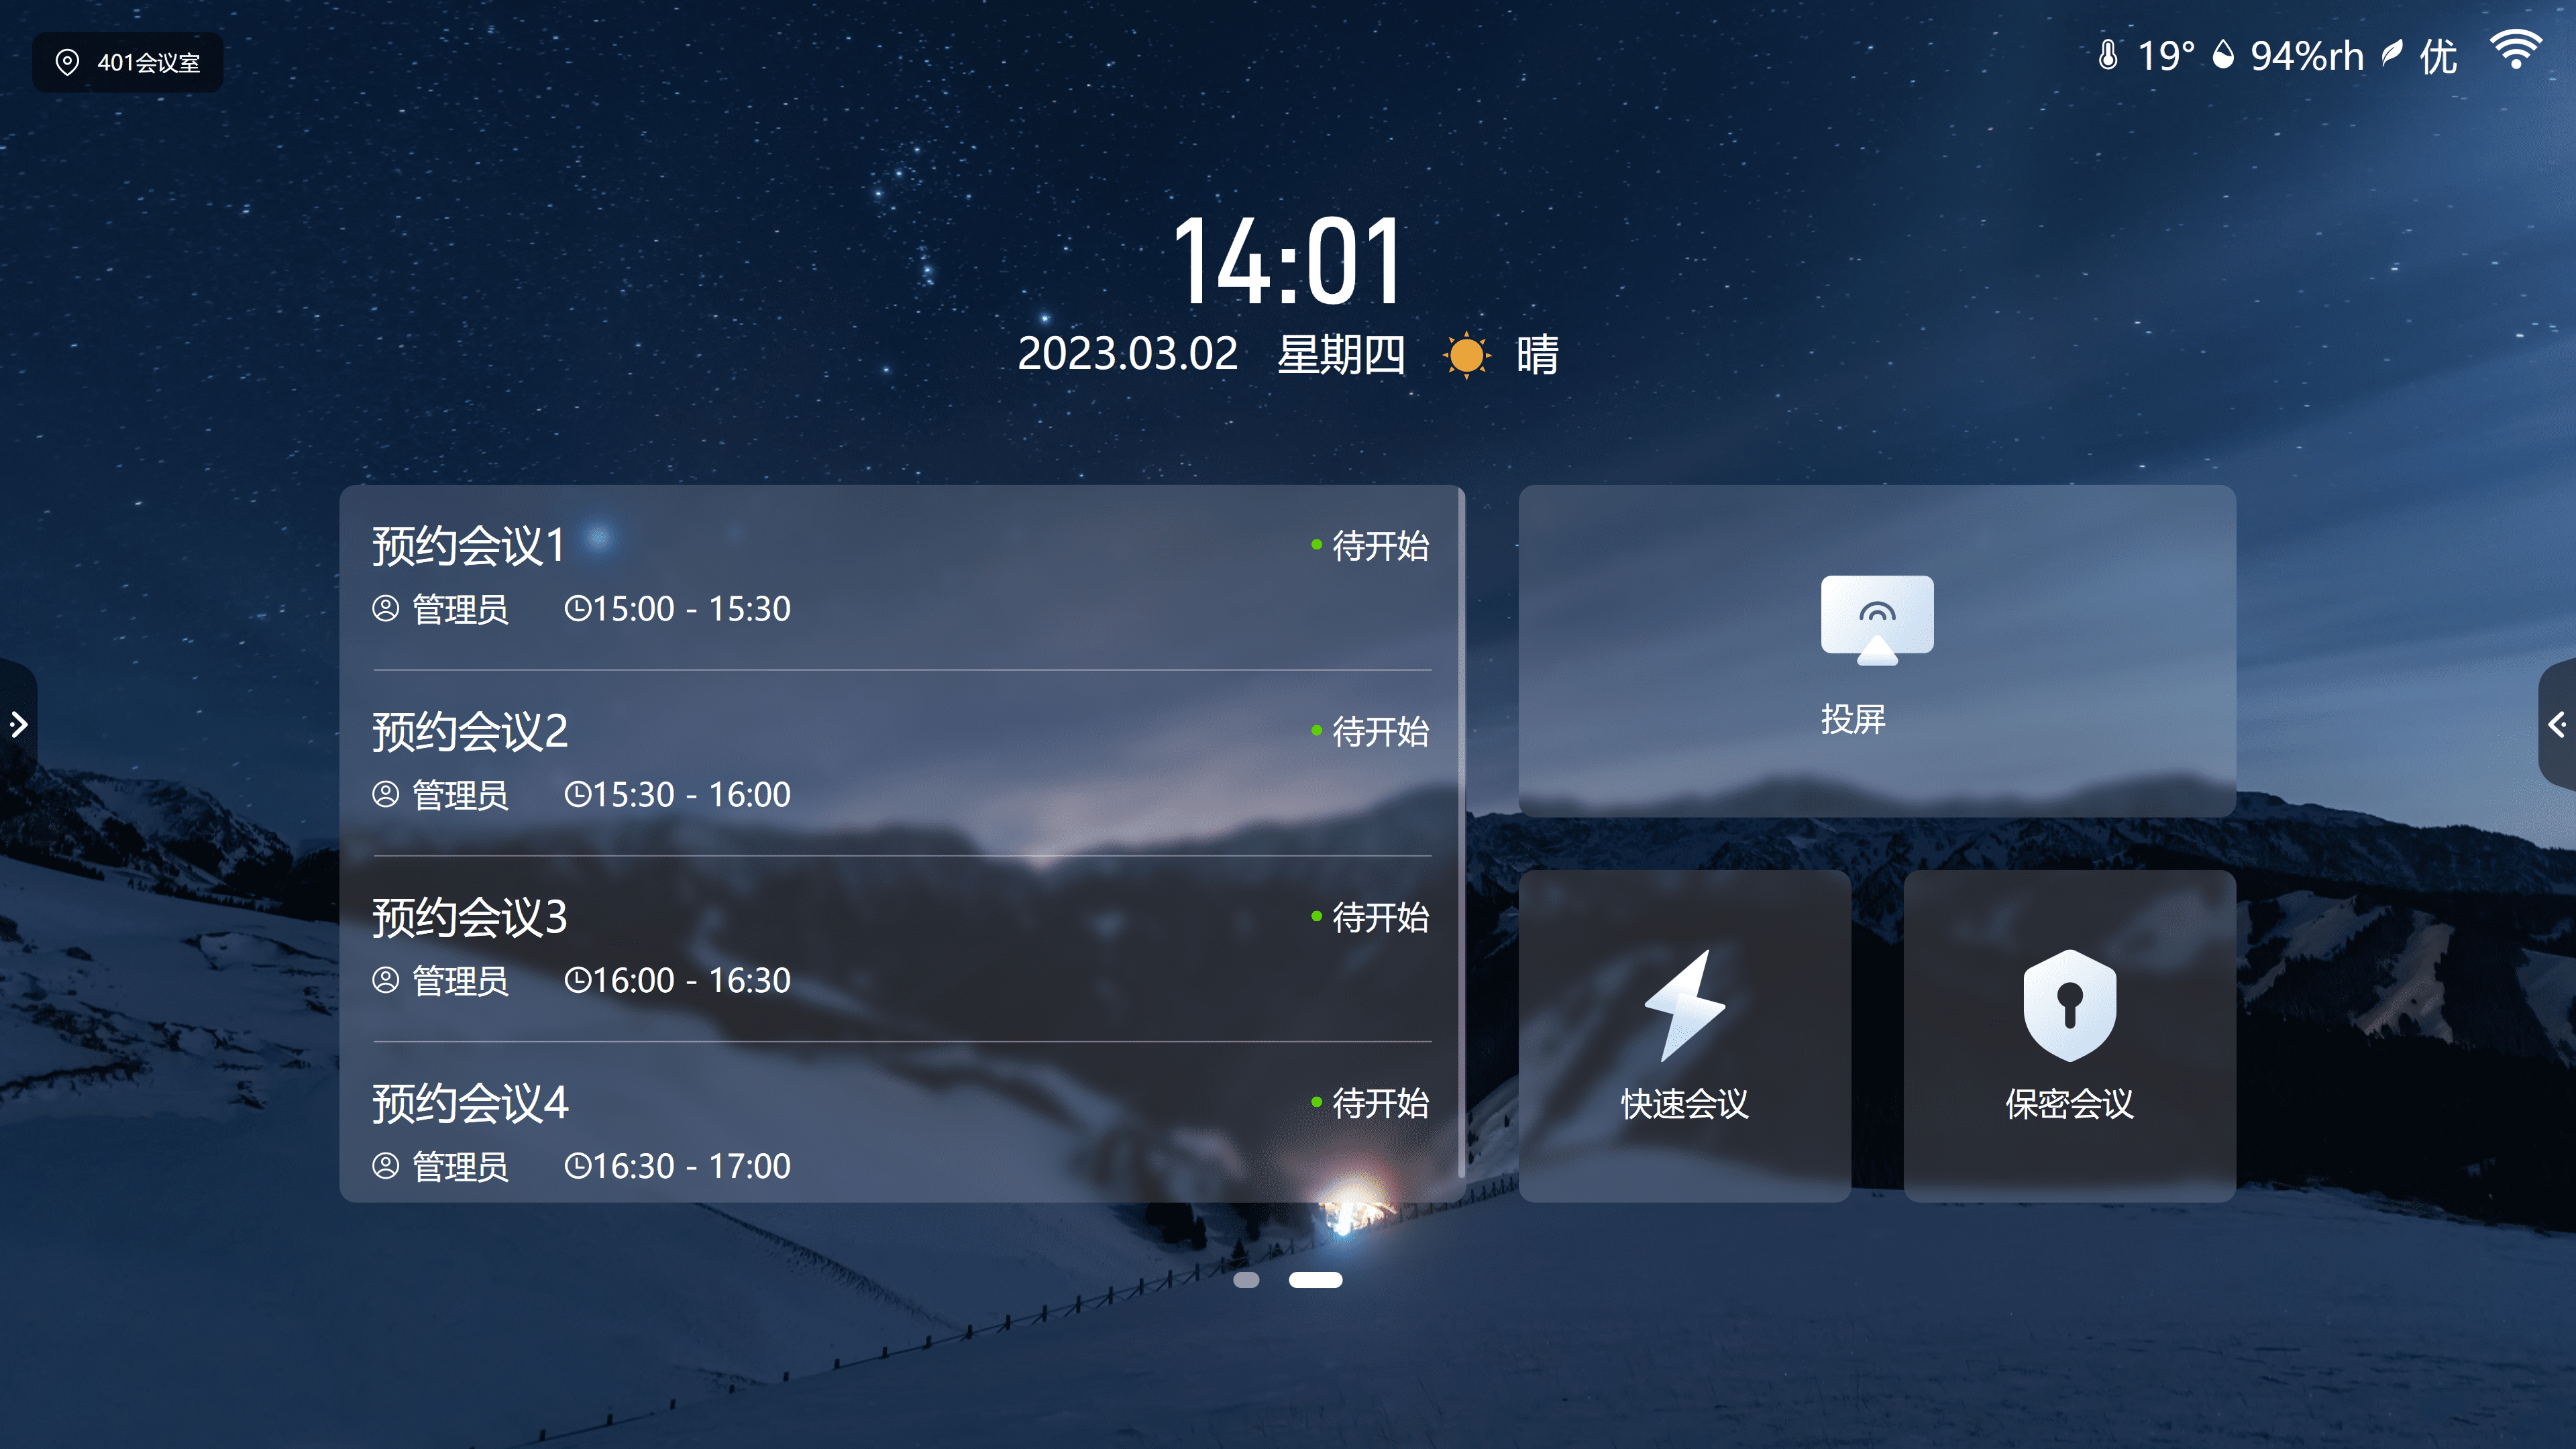 401会议室
19° 94%rh 优
14:01
2023.03.02 星期四 晴
预约会议1 待开始
管理员 15:00 - 15:30
预约会议2 待开始
管理员 15:30 - 16:00
预约会议3 待开始
管理员 16:00 - 16:30
预约会议4 待开始
管理员 16:30 - 17:00
投屏
快速会议
保密会议